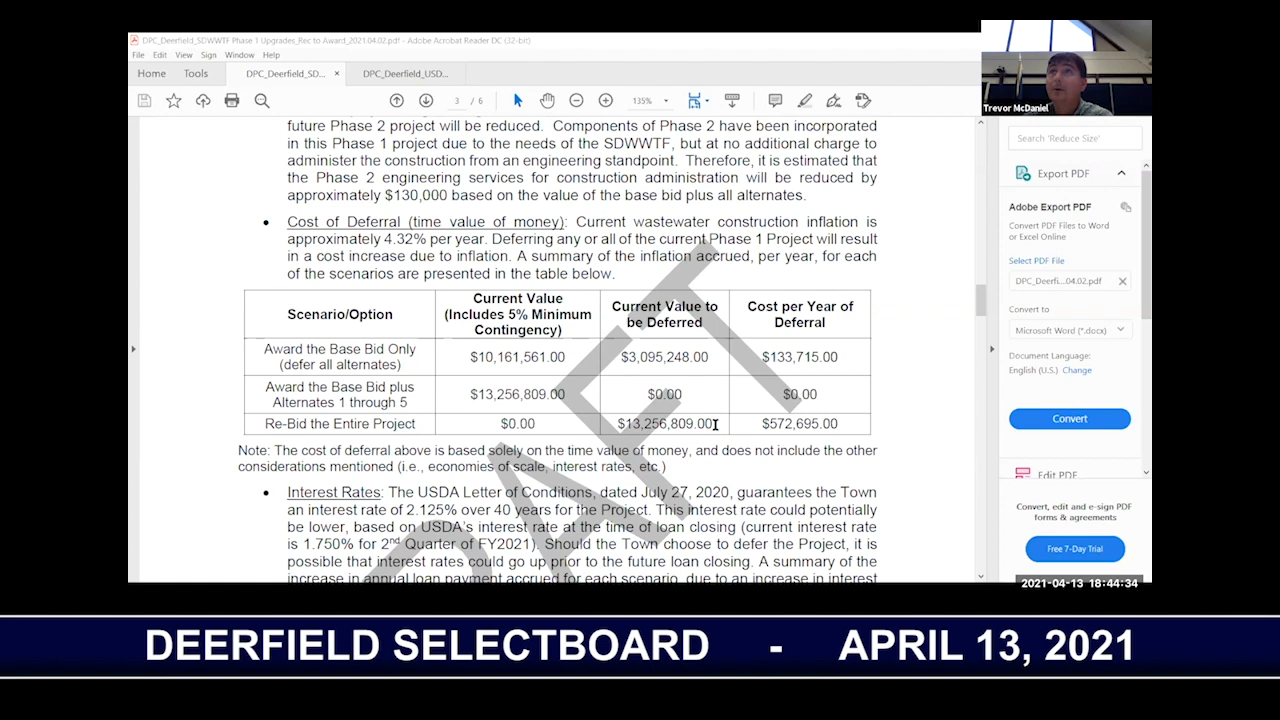 DPC_Deerfield_SDWWTF Phase 1 Upgrades_Rec to Award_2021.04.02.pdf - Adobe Acrobat Reader DC (32-bit)
File Edit View Sign Window Help
Home Tools DPC_Deerfield_SD... × DPC_Deerfield_USD...
3 / 6 135%
Trevor McDaniel
future Phase 2 project will be reduced. Components of Phase 2 have been incorporated
in this Phase 1 project due to the needs of the SDWWTF, but at no additional charge to
administer the construction from an engineering standpoint. Therefore, it is estimated that
the Phase 2 engineering services for construction administration will be reduced by
approximately $130,000 based on the value of the base bid plus all alternates.
• Cost of Deferral (time value of money): Current wastewater construction inflation is
approximately 4.32% per year. Deferring any or all of the current Phase 1 Project will result
in a cost increase due to inflation. A summary of the inflation accrued, per year, for each
of the scenarios are presented in the table below.
Scenario/Option
Current Value
(Includes 5% Minimum
Contingency)
Current Value to
be Deferred
Cost per Year of
Deferral
Award the Base Bid Only
(defer all alternates)
$10,161,561.00 $3,095,248.00 $133,715.00
Award the Base Bid plus
Alternates 1 through 5
$13,256,809.00 $0.00 $0.00
Re-Bid the Entire Project $0.00 $13,256,809.00 $572,695.00
Note: The cost of deferral above is based solely on the time value of money, and does not include the other
considerations mentioned (i.e., economies of scale, interest rates, etc.)
• Interest Rates: The USDA Letter of Conditions, dated July 27, 2020, guarantees the Town
an interest rate of 2.125% over 40 years for the Project. This interest rate could potentially
be lower, based USDA's interest rate at the time of loan closing (current interest rate
is 1.750% for 2nd Quarter of FY2021). Should the Town choose to defer the Project, it is
possible that interest rates could go up prior to the future loan closing. A summary of the
increase in annual loan payment accrued for each scenario, due to an increase in interest
DRAFT
Search 'Reduce Size'
Export PDF
Adobe Export PDF
Convert PDF Files to Word
or Excel Online
Select PDF File
DPC_Deerfi...04.02.pdf
Convert to
Microsoft Word (*.docx)
Document Language:
English (U.S.) Change
Convert
Edit PDF
Convert, edit and e-sign PDF
forms & agreements
Free 7-Day Trial
2021-04-13 18:44:34
DEERFIELD SELECTBOARD - APRIL 13, 2021